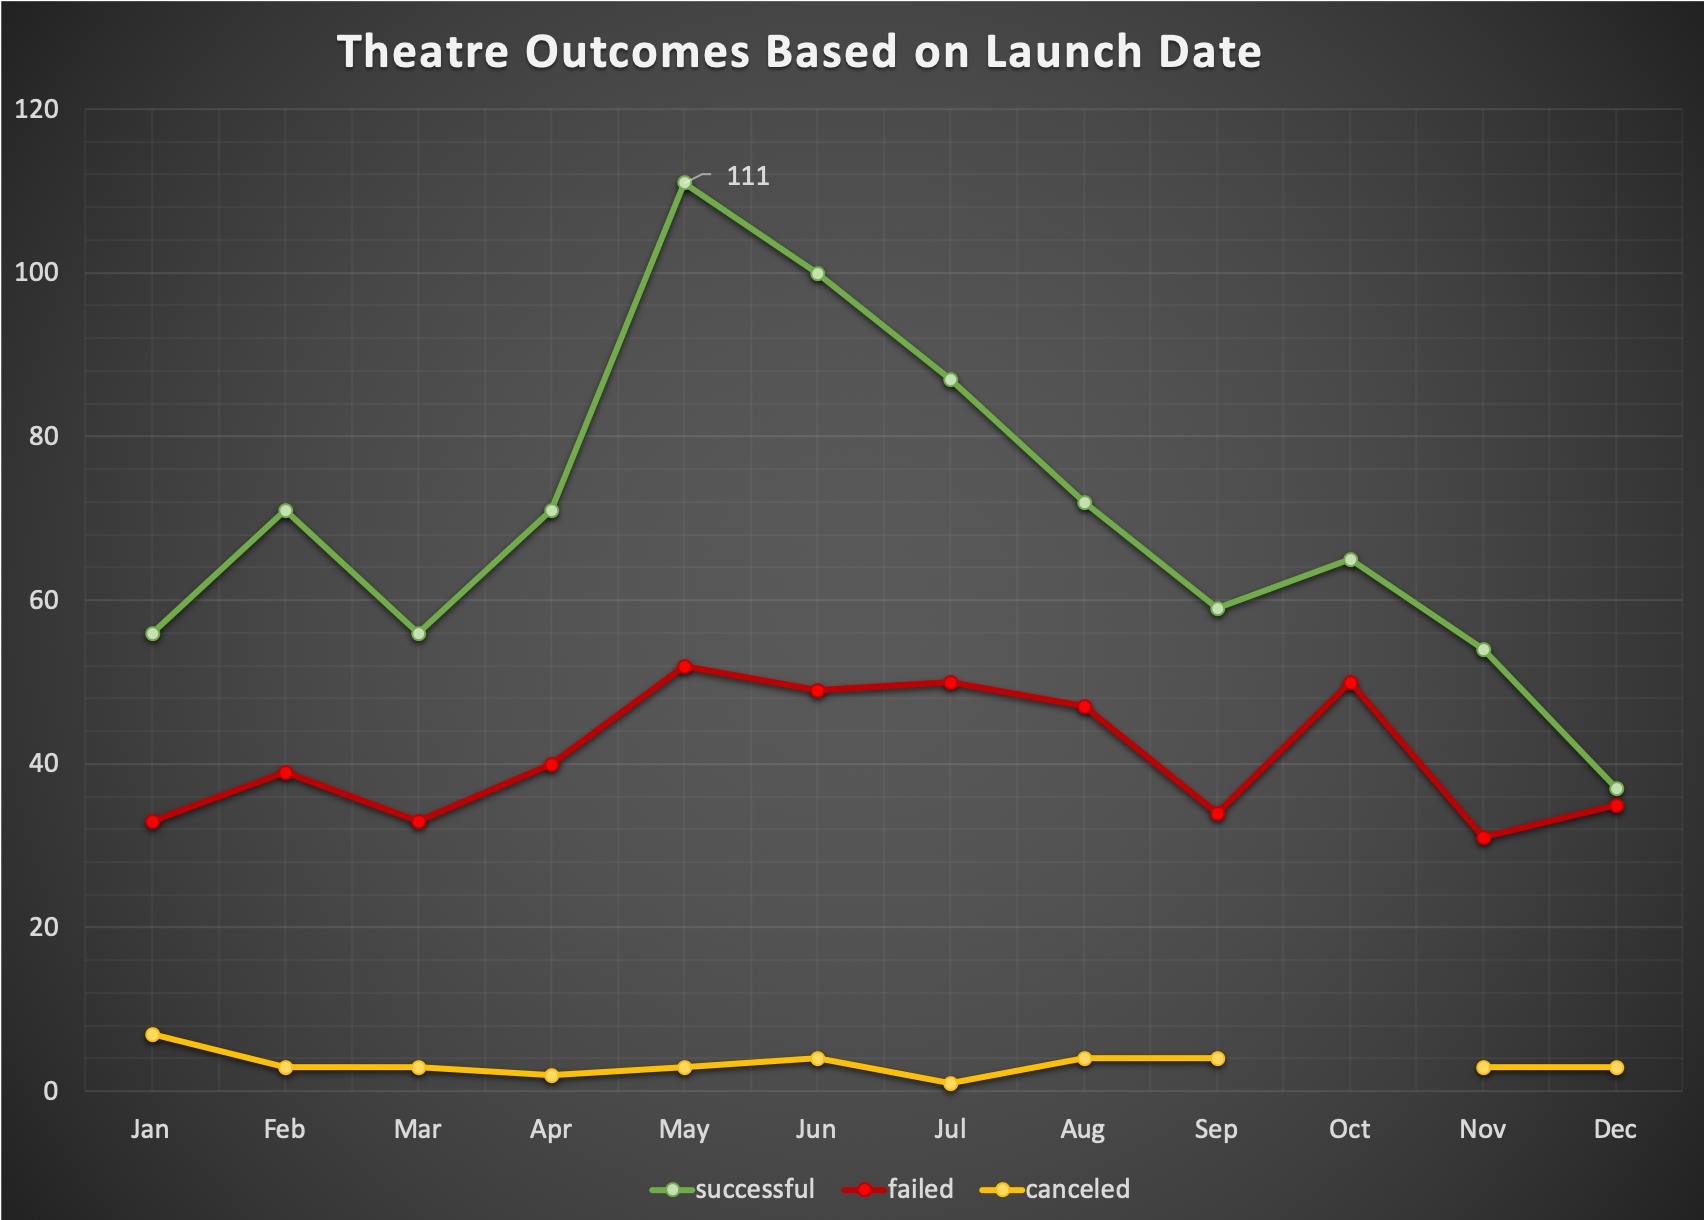 Theatre Outcomes Based on Launch Date
120
111
100
80
60
40
20
0
Jan Feb Mar Apr May Jun Jul Aug Sep Oct Nov Dec
successful failed canceled